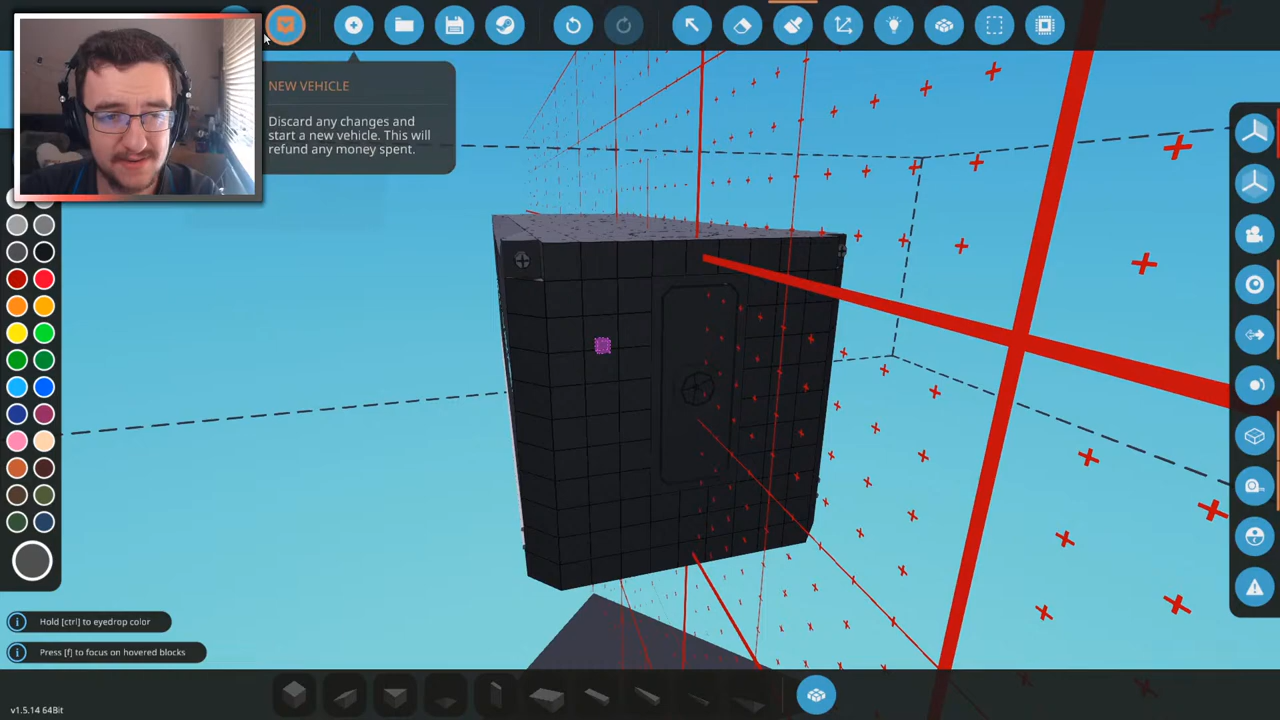 NEW VEHICLE
Discard any changes and
start a new vehicle. This will
refund any money spent.
Hold [ctrl] to eyedrop color
Press [f] to focus on hovered blocks
v1.5.14 64Bit